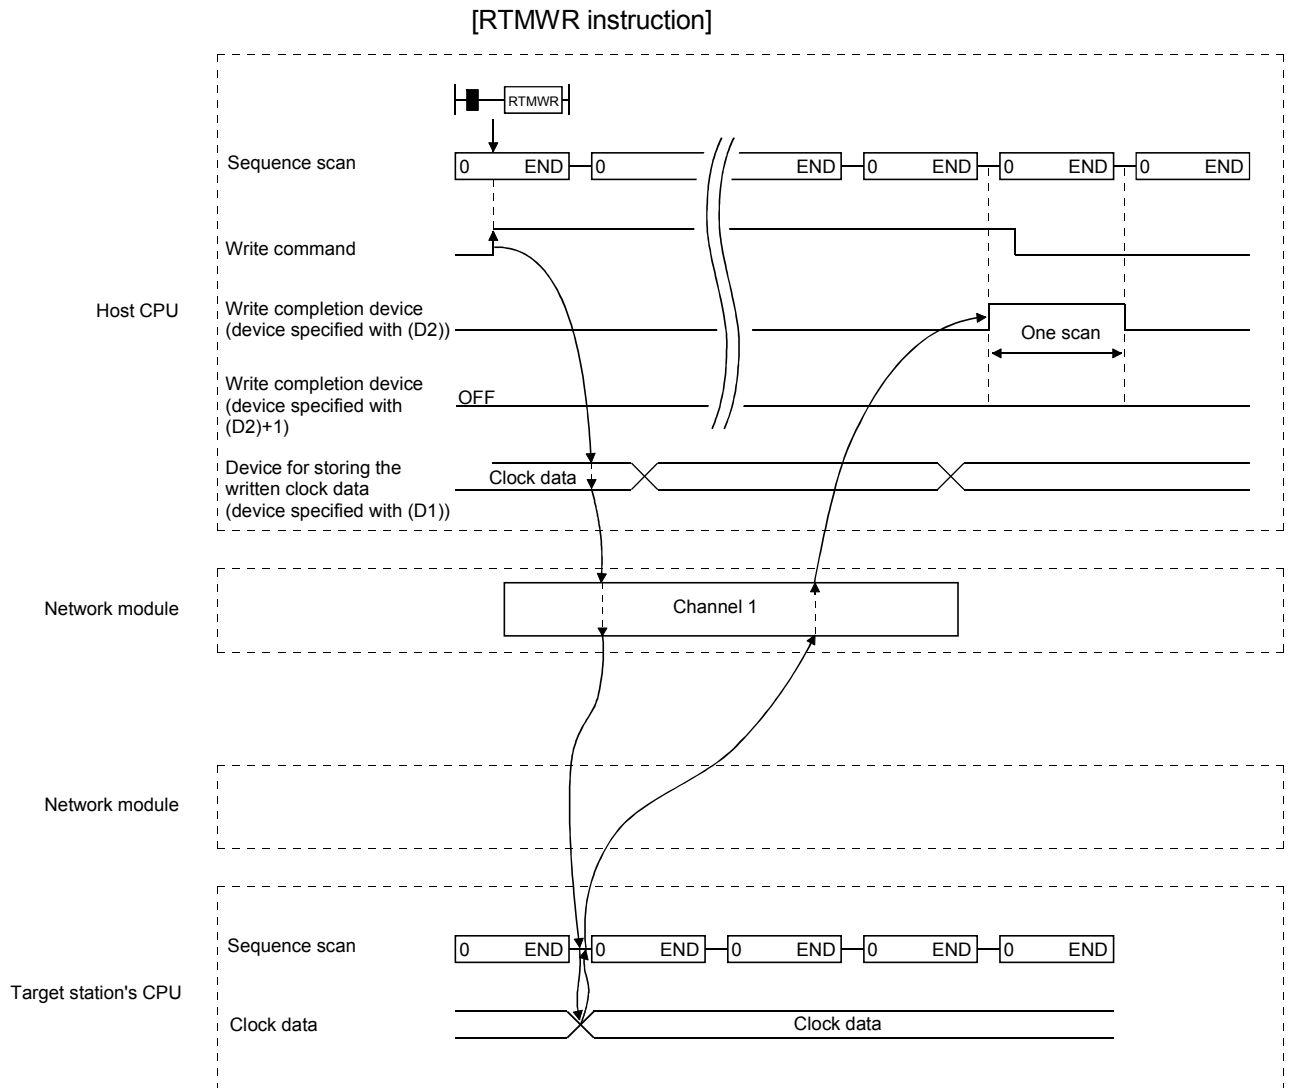 [RTMWR instruction]
RTMWR
Sequence scan
0 END 0 END 0 END 0 END 0 END
Write command
Host CPU
Write completion device
(device specified with (D2))
One scan
Write completion device
(device specified with
(D2)+1)
OFF
Device for storing the
written clock data
(device specified with (D1))
Clock data
Network module
Channel 1
Network module
Sequence scan
0 END 0 END 0 END 0 END 0 END
Target station's CPU
Clock data
Clock data